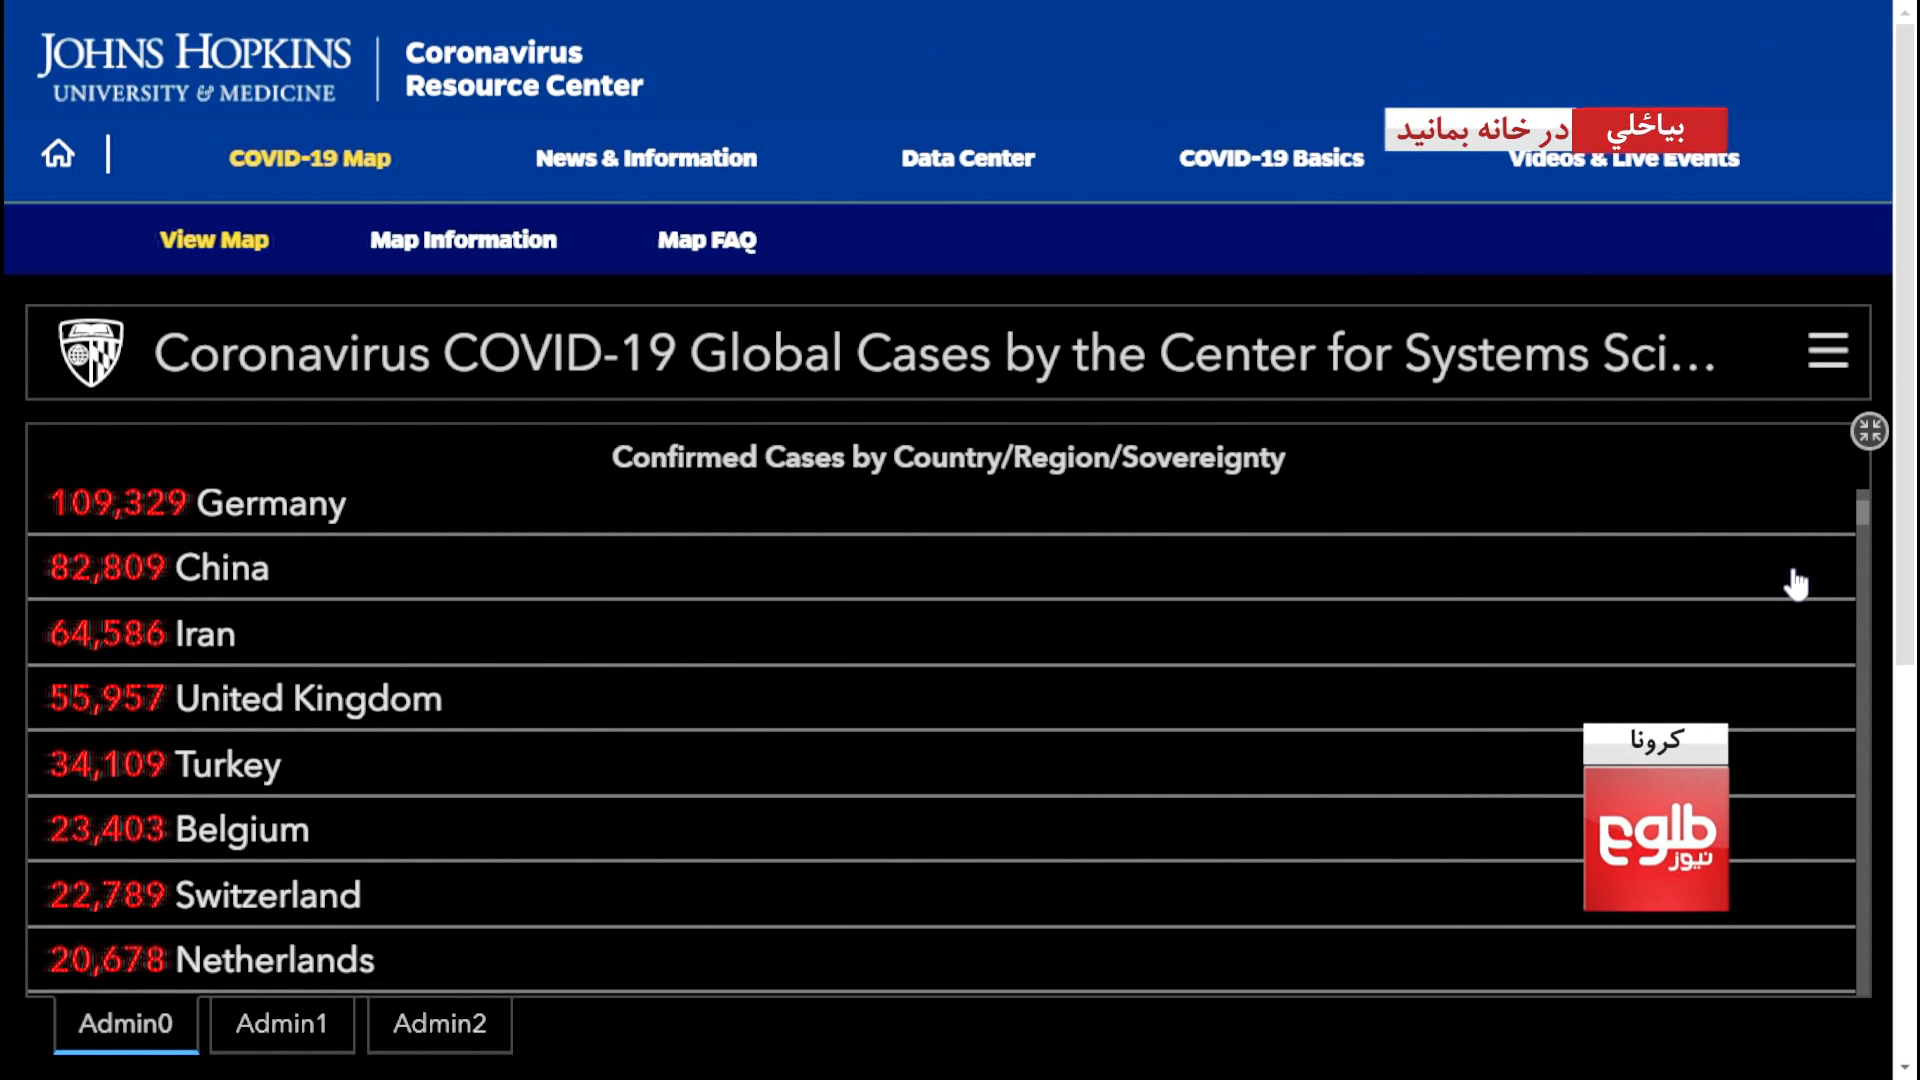 JOHNS HOPKINS
UNIVERSITY & MEDICINE
Coronavirus
Resource Center
در خانه بمانید
بیاځلي
COVID-19 Map
News & Information
Data Center
COVID-19 Basics
Videos & Live Events
View Map
Map Information
Map FAQ
Coronavirus COVID-19 Global Cases by the Center for Systems Sci...
Confirmed Cases by Country/Region/Sovereignty
109,329 Germany
82,809 China
64,586 Iran
55,957 United Kingdom
34,109 Turkey
23,403 Belgium
22,789 Switzerland
20,678 Netherlands
کرونا
طلوع
نیوز
Admin0
Admin1
Admin2